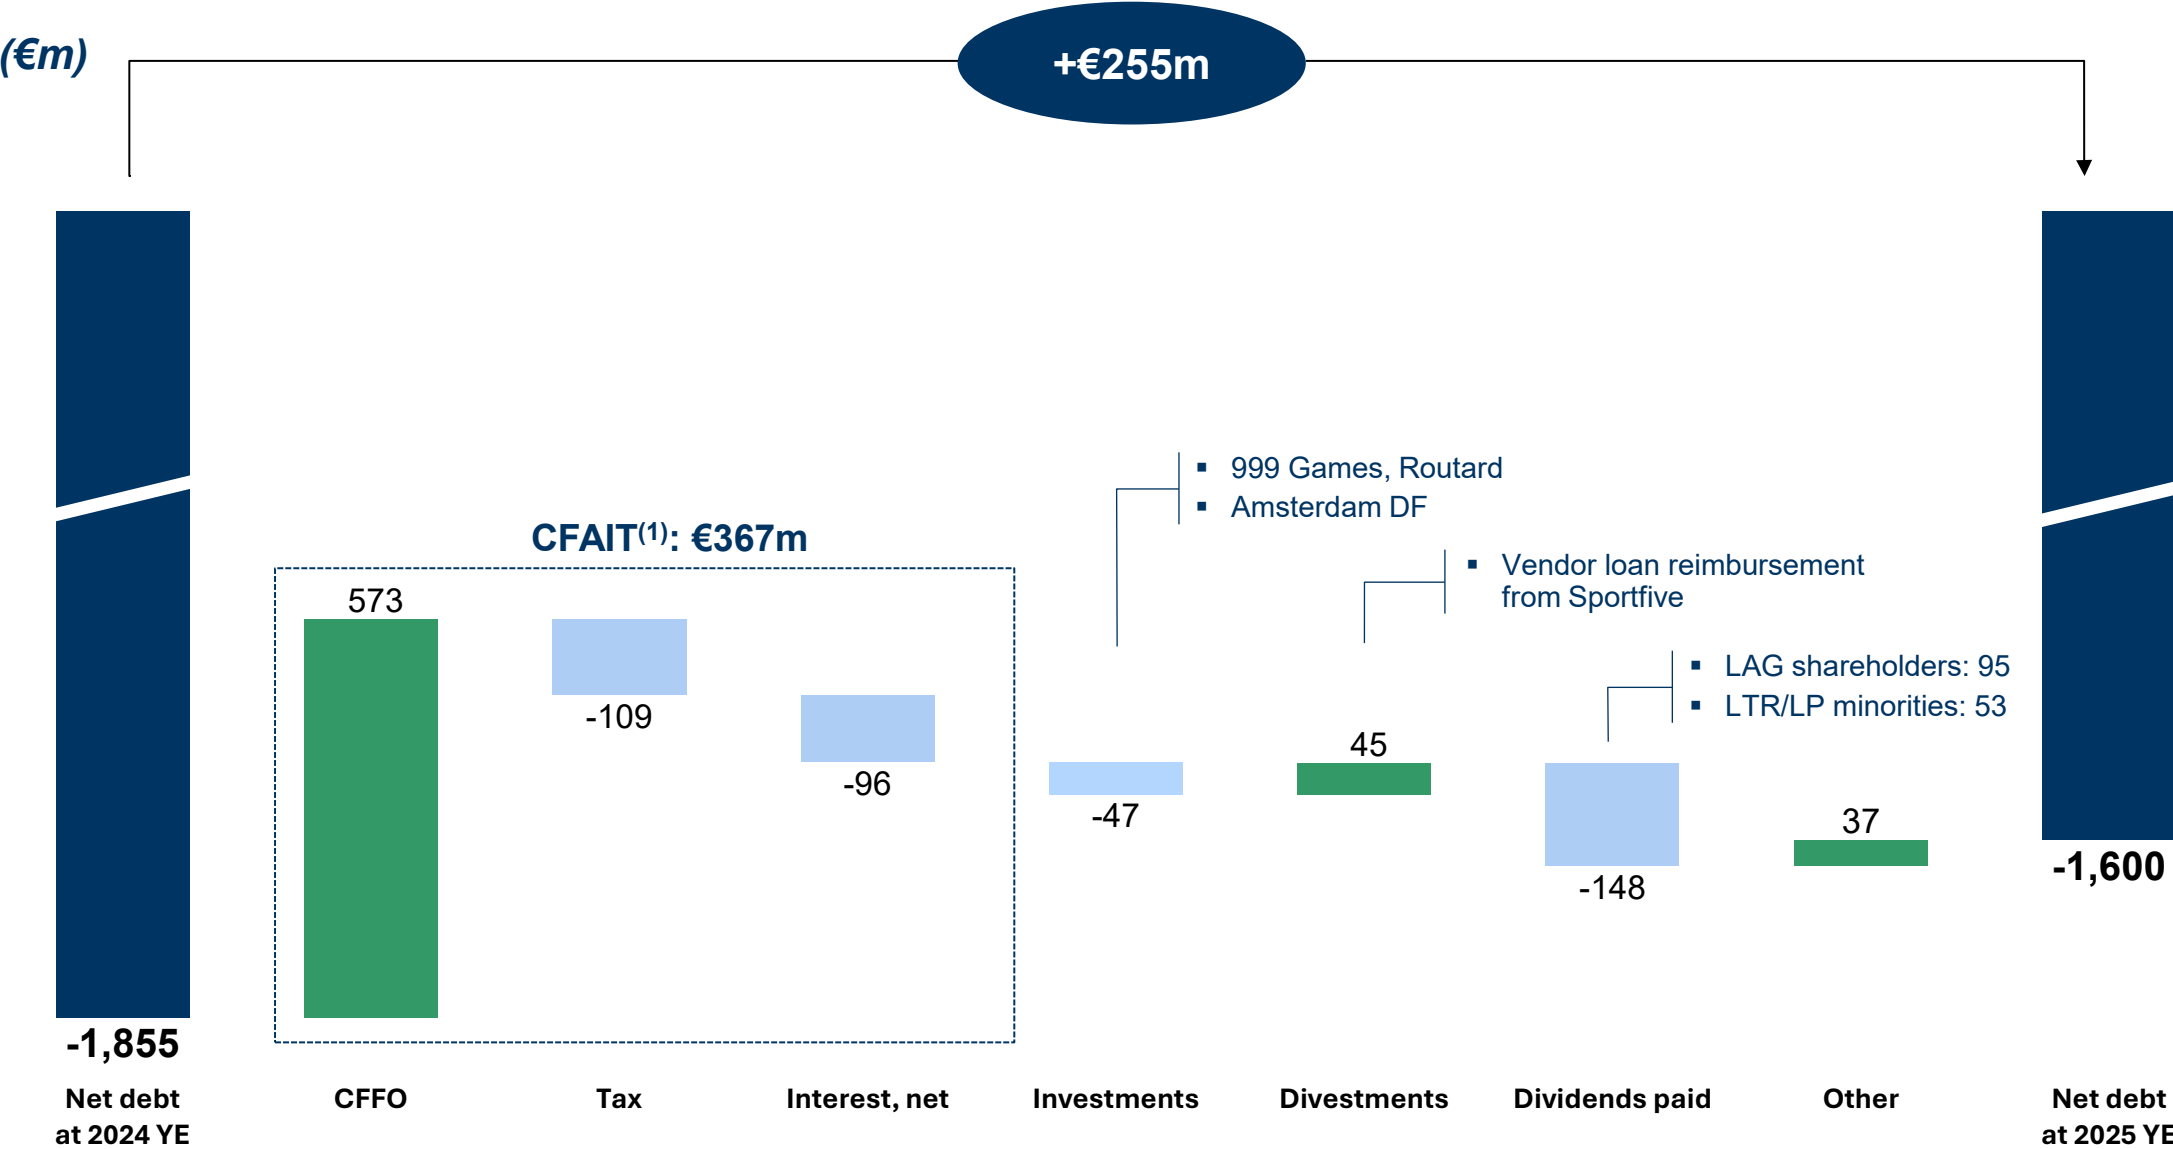 (€m)
+€255m
▪ 999 Games, Routard
▪ Amsterdam DF
CFAIT(1): €367m
▪ Vendor loan reimbursement
from Sportfive
573
▪ LAG shareholders: 95
▪ LTR/LP minorities: 53
-109
-96
-47
45
-148
37
-1,600
-1,855
Net debt
at 2024 YE
CFFO
Tax
Interest, net
Investments
Divestments
Dividends paid
Other
Net debt
at 2025 YE